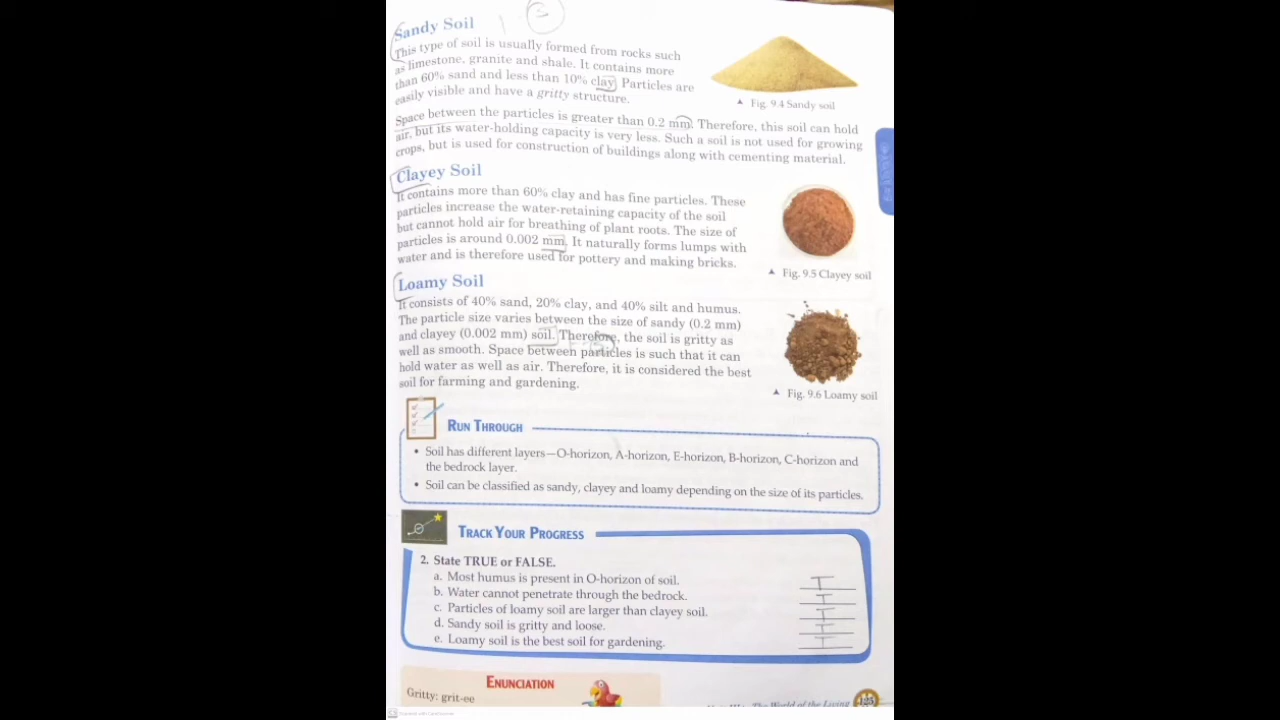 Sandy Soil
This type of soil is usually formed from rocks such
as limestone, granite and shale. It contains more
than 60% sand and less than 10% clay. Particles are
easily visible and have a gritty structure.
▲ Fig. 9.4 Sandy soil
Space between the particles is greater than 0.2 mm. Therefore, this soil can hold
air, but its water-holding capacity is very less. Such a soil is not used for growing
crops, but is used for construction of buildings along with cementing material.
Clayey Soil
It contains more than 60% clay and has fine particles. These
particles increase the water-retaining capacity of the soil
but cannot hold air for breathing of plant roots. The size of
particles is around 0.002 mm. It naturally forms lumps with
water and is therefore used for pottery and making bricks.
▲ Fig. 9.5 Clayey soil
Loamy Soil
It consists of 40% sand, 20% clay, and 40% silt and humus.
The particle size varies between the size of sandy (0.2 mm)
and clayey (0.002 mm) soil. Therefore, the soil is gritty as
well as smooth. Space between particles is such that it can
hold water as well as air. Therefore, it is considered the best
soil for farming and gardening.
▲ Fig. 9.6 Loamy soil
RUN THROUGH
• Soil has different layers—O-horizon, A-horizon, E-horizon, B-horizon, C-horizon and
the bedrock layer.
• Soil can be classified as sandy, clayey and loamy depending on the size of its particles.
TRACK YOUR PROGRESS
2. State TRUE or FALSE.
a. Most humus is present in O-horizon of soil. T
b. Water cannot penetrate through the bedrock. T
c. Particles of loamy soil are larger than clayey soil. T
d. Sandy soil is gritty and loose. T
e. Loamy soil is the best soil for gardening. T
ENUNCIATION
Gritty: grit-ee
The World of the Living